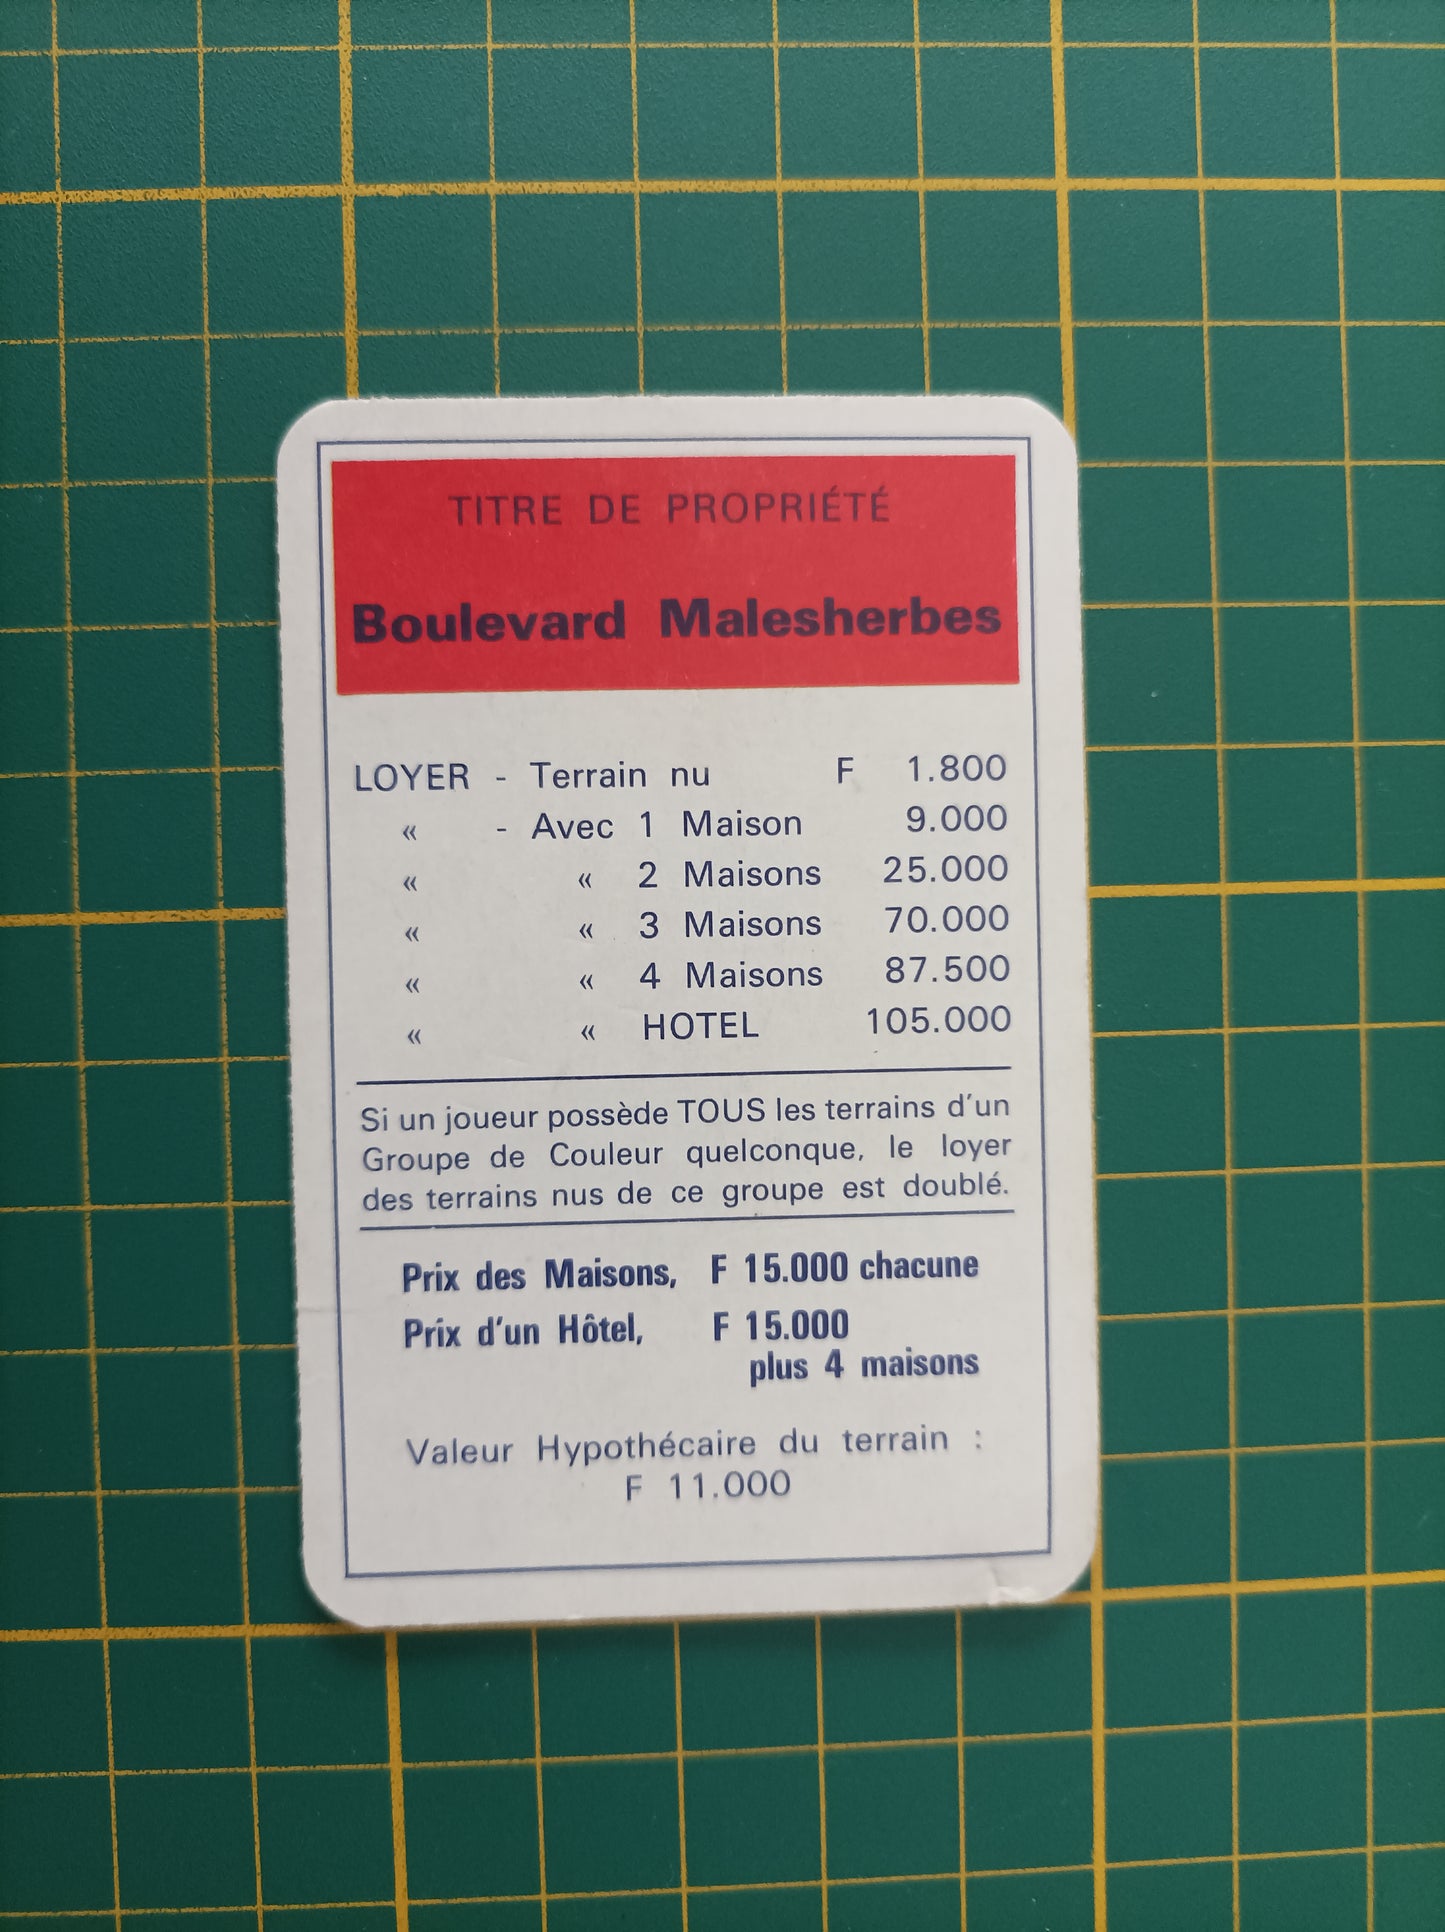 TITRE DE PROPRIÉTÉ
Boulevard Malesherbes
LOYER - Terrain nu F 1.800
« - Avec 1 Maison 9.000
« « 2 Maisons 25.000
« « 3 Maisons 70.000
« « 4 Maisons 87.500
« « HOTEL 105.000
Si un joueur possède TOUS les terrains d'un
Groupe de Couleur quelconque, le loyer
des terrains nus de ce groupe est doublé.
Prix des Maisons, F 15.000 chacune
Prix d'un Hôtel, F 15.000
plus 4 maisons
Valeur Hypothécaire du terrain :
F 11.000